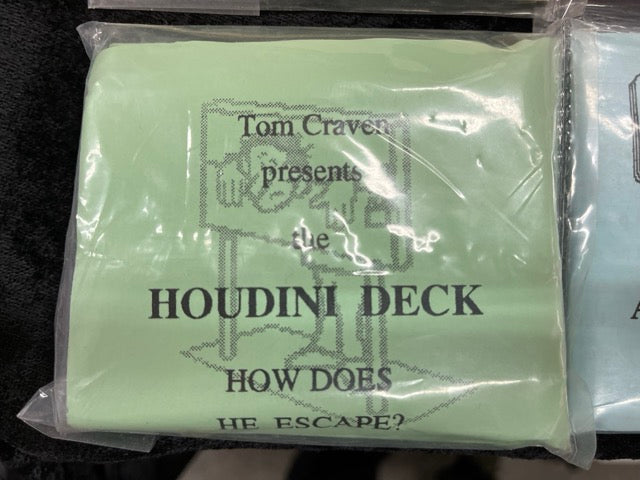 Tom Craven
presents
the
HOUDINI DECK
HOW DOES
HE ESCAPE?